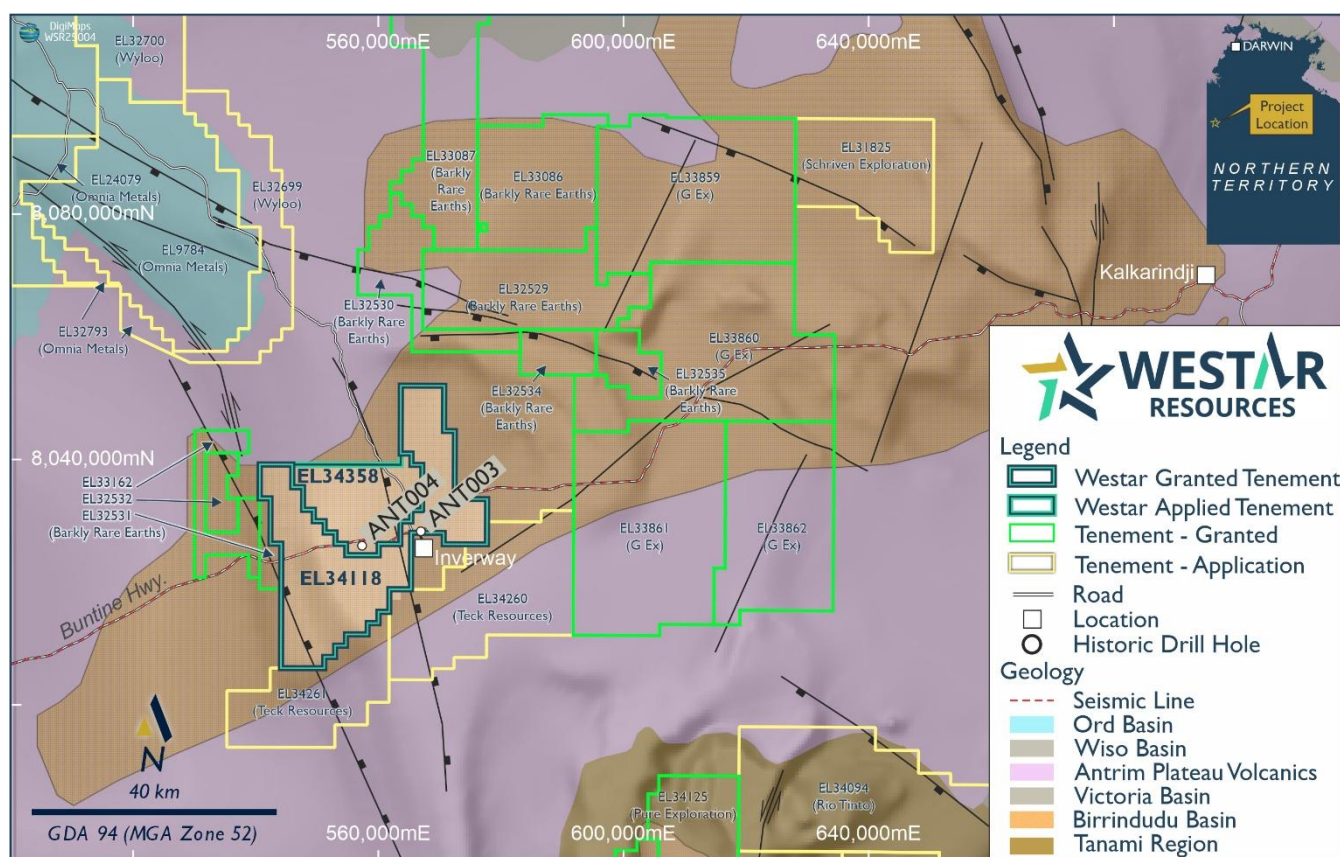 DigiMaps
WSR25004
560,000mE
600,000mE
640,000mE
DARWIN
Project
Location
NORTHERN
TERRITORY
EL32700
(Wyloo)
EL24079
(Omnia Metals)
EL32699
(Wyloo)
8,080,000mN
EL9784
(Omnia Metals)
EL32793
(Omnia Metals)
EL33087
(Barkly
Rare
Earths)
EL33086
(Barkly Rare Earths)
EL33859
(G Ex)
EL31825
(Schriven Exploration)
Kalkarindji
EL32530
(Barkly Rare
Earths)
EL32529
(Barkly Rare Earths)
EL33860
(G Ex)
EL32534
(Barkly Rare
Earths)
EL32535
(Barkly Rare
Earths)
8,040,000mN
EL33162
EL32532
EL32531
(Barkly Rare Earths)
EL34358
ANT004
ANT003
Inverway
EL34118
Buntine Hwy.
EL33861
(G Ex)
EL33862
(G Ex)
EL34260
(Teck Resources)
EL34261
(Teck Resources)
EL34125
(Pure Exploration)
EL34094
(Rio Tinto)
N
40 km
GDA 94 (MGA Zone 52)
560,000mE
600,000mE
640,000mE
WESTAR
RESOURCES
Legend
Westar Granted Tenement
Westar Applied Tenement
Tenement - Granted
Tenement - Application
Road
Location
Historic Drill Hole
Geology
Seismic Line
Ord Basin
Wiso Basin
Antrim Plateau Volcanics
Victoria Basin
Birrindudu Basin
Tanami Region